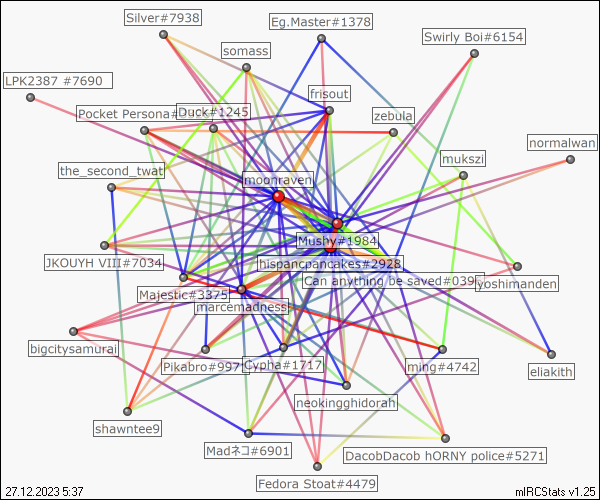 Silver#7938
Eg.Master#1378
Swirly Boi#6154
somass
LPK2387 #7690
frisout
Pocket Persona#
Duck#1245
zebula
normalwan
mukszi
the_second_twat
moonraven
Mushy#1984
JKOUYH VIII#7034
hispancpancakes#2928
Can anything be saved#039
yoshimanden
Majestic#3375
marcemadness
bigcitysamurai
Pikabro#997
Cypha#1717
ming#4742
eliakith
neokingghidorah
shawntee9
Madネコ#6901
DacobDacob hORNY police#5271
Fedora Stoat#4479
27.12.2023 5:37
mIRCStats v1.25